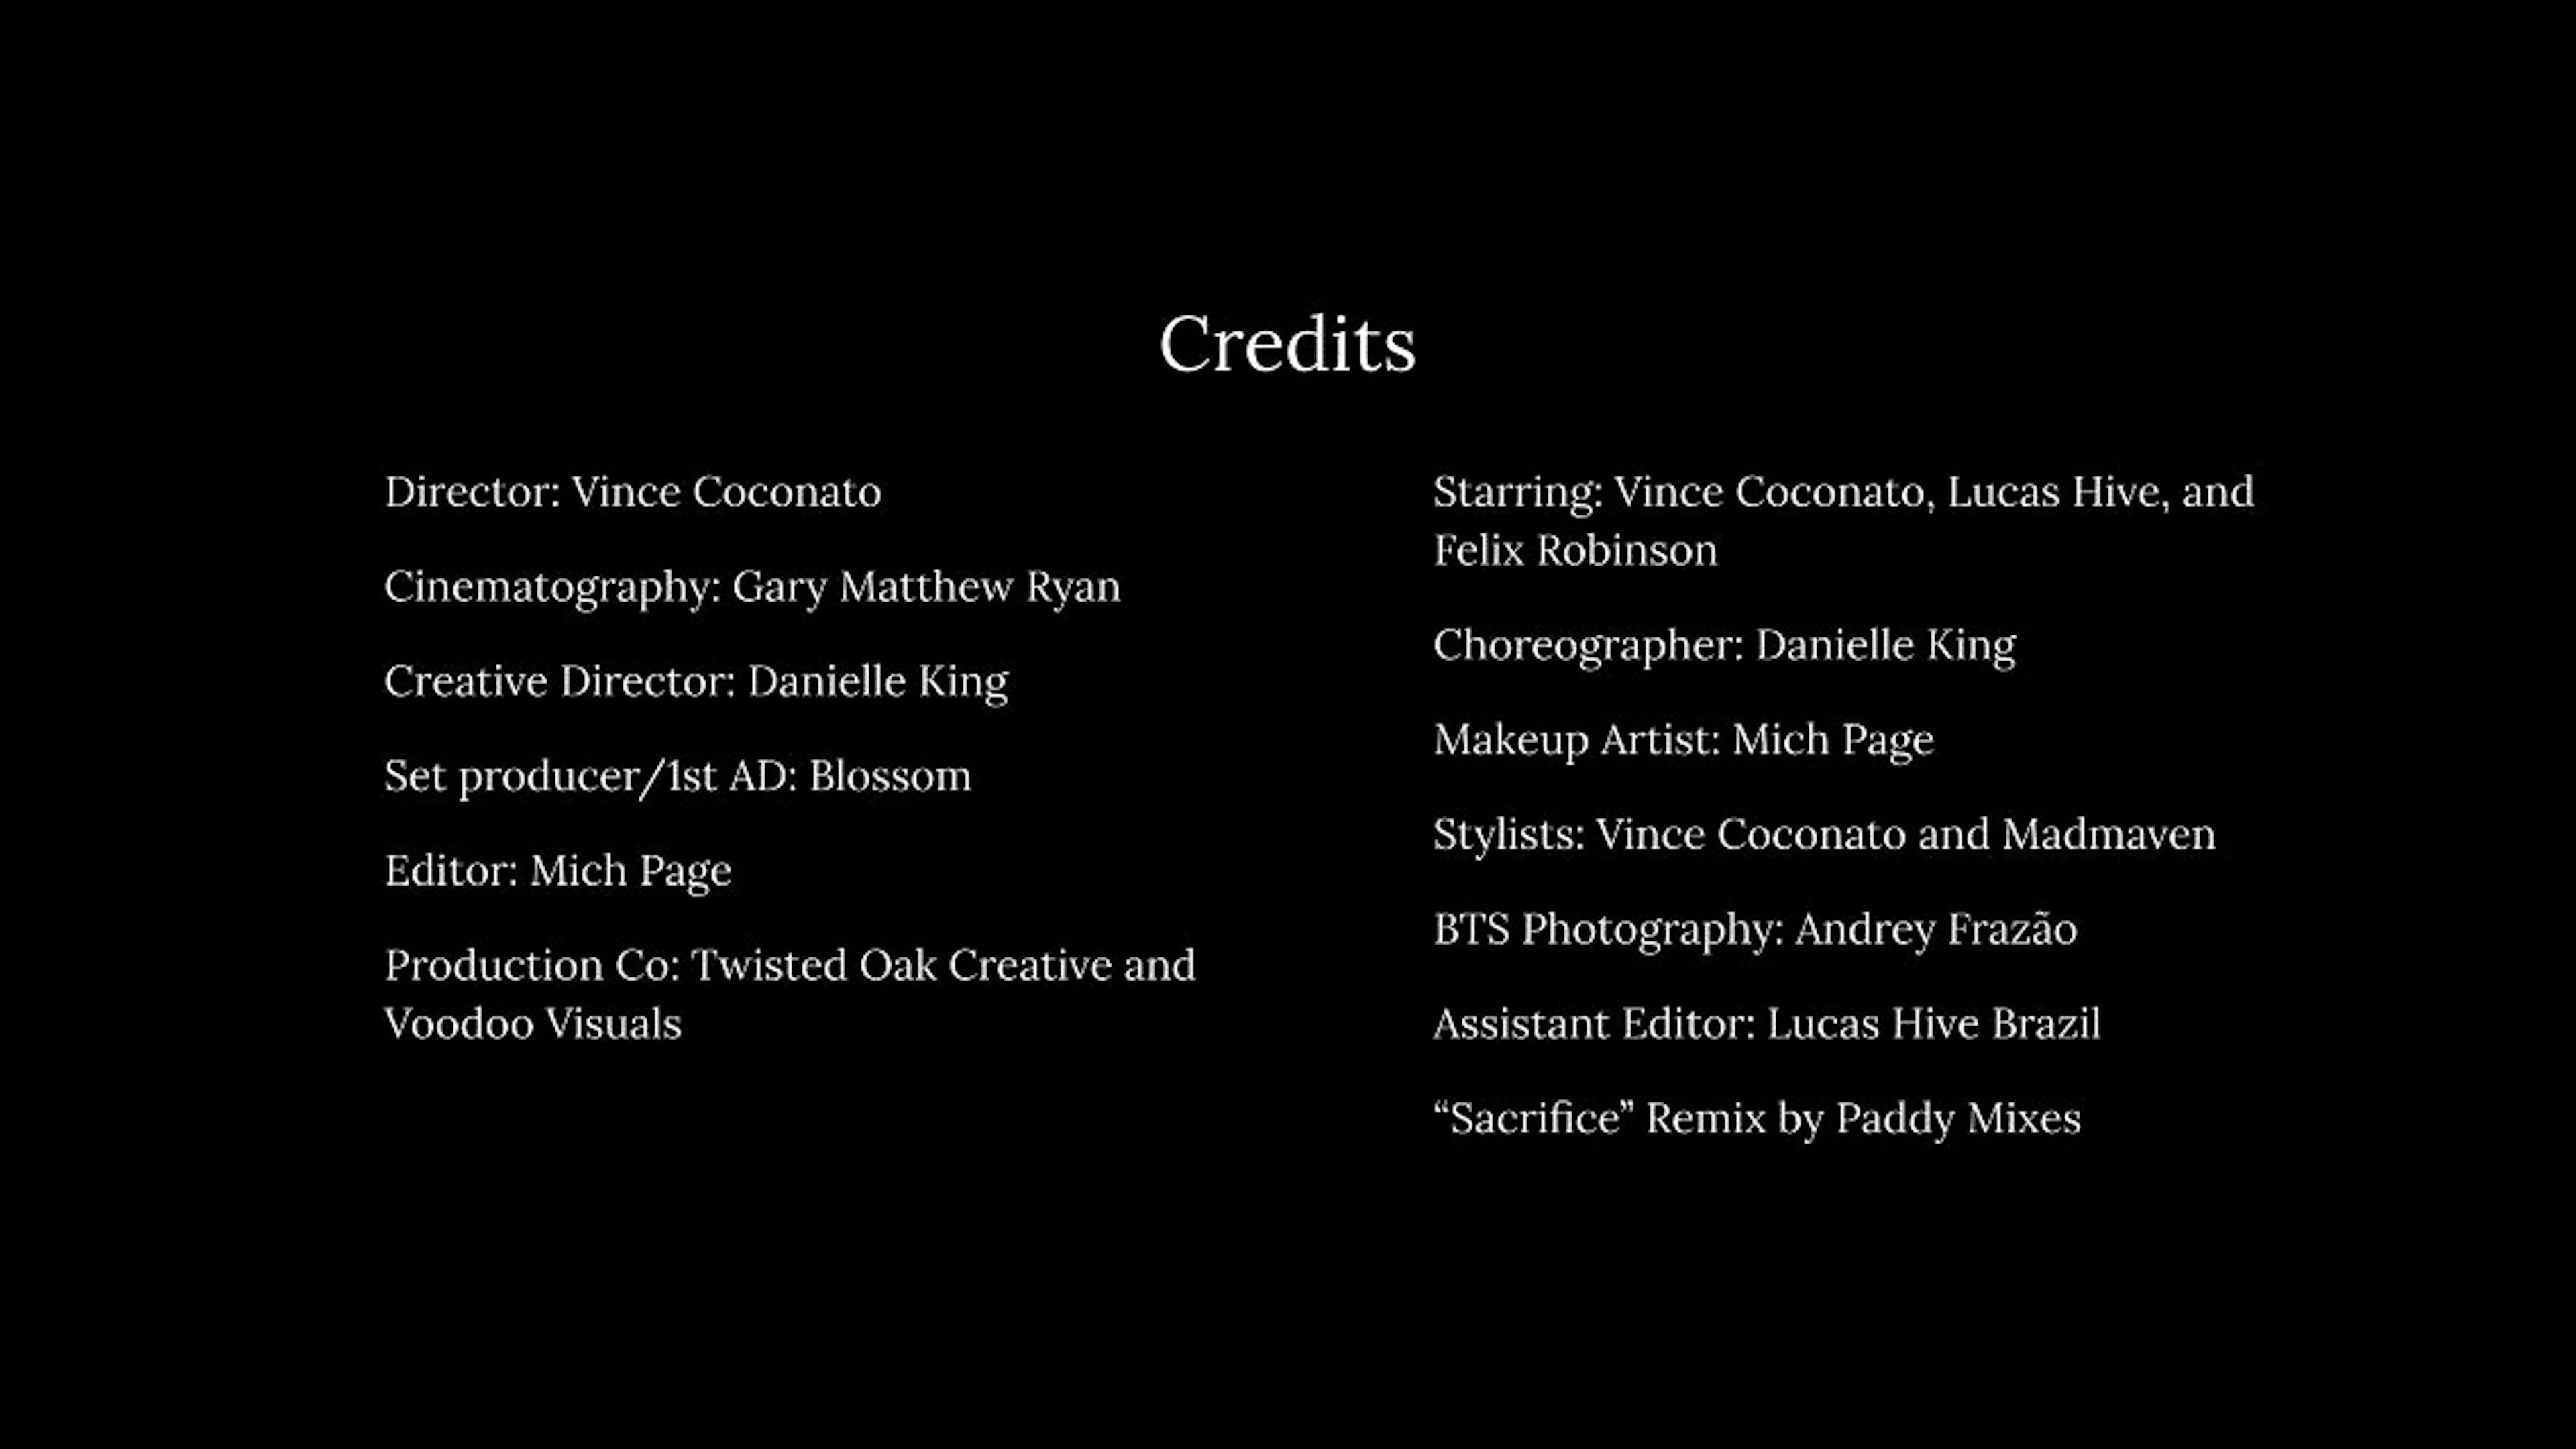 Credits
Director: Vince Coconato
Cinematography: Gary Matthew Ryan
Creative Director: Danielle King
Set producer/1st AD: Blossom
Editor: Mich Page
Production Co: Twisted Oak Creative and
Voodoo Visuals
Starring: Vince Coconato, Lucas Hive, and
Felix Robinson
Choreographer: Danielle King
Makeup Artist: Mich Page
Stylists: Vince Coconato and Madmaven
BTS Photography: Andrey Frazão
Assistant Editor: Lucas Hive Brazil
“Sacrifice” Remix by Paddy Mixes